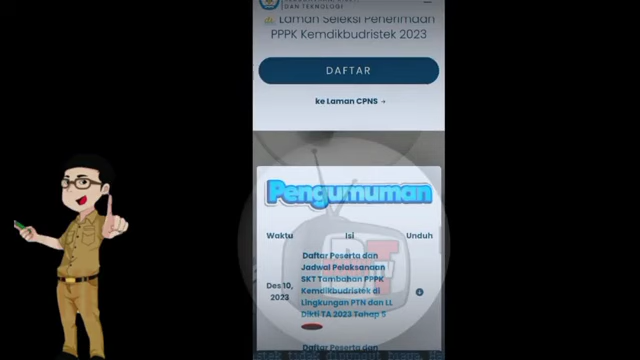 DAN TEKNOLOGI
Laman Seleksi Penerimaan
PPPK Kemdikbudristek 2023
DAFTAR
ke Laman CPNS →
Pengumuman
Waktu Isi Unduh
Daftar Peserta dan
Jadwal Pelaksanaan
SKT Tambahan PPPK
Kemdikbudristek di
Des 10,
2023
Lingkungan PTN dan LL
Dikti TA 2023 Tahap 5
Daftar Peserta dan